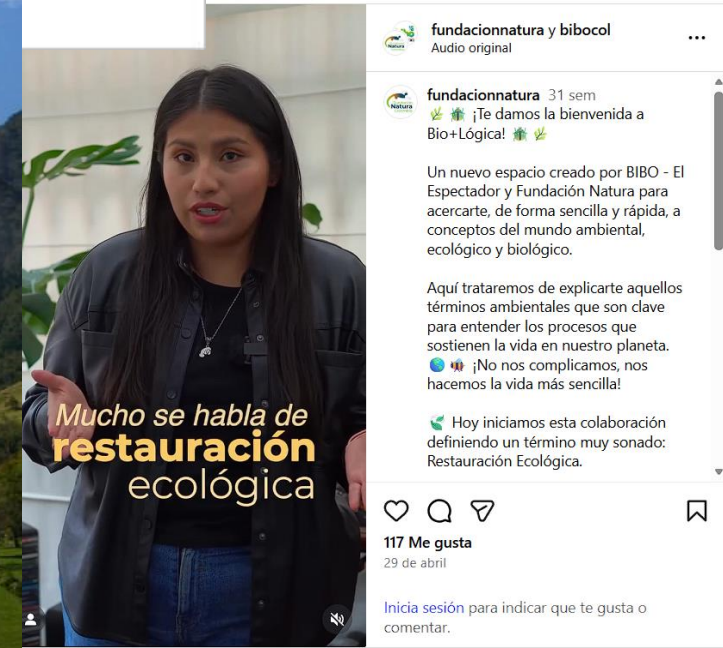 Mucho se habla de
restauración
ecológica
fundacionnatura y bibocol
Audio original
fundacionnatura 31 sem
🌿 🪲 ¡Te damos la bienvenida a
Bio+Lógica! 🪲 🌿
Un nuevo espacio creado por BIBO - El
Espectador y Fundación Natura para
acercarte, de forma sencilla y rápida, a
conceptos del mundo ambiental,
ecológico y biológico.
Aquí trataremos de explicarte aquellos
términos ambientales que son clave
para entender los procesos que
sostienen la vida en nuestro planeta.
🌎 🐝 ¡No nos complicamos, nos
hacemos la vida más sencilla!
🍃 Hoy iniciamos esta colaboración
definiendo un término muy sonado:
Restauración Ecológica.
117 Me gusta
29 de abril
Inicia sesión para indicar que te gusta o
comentar.